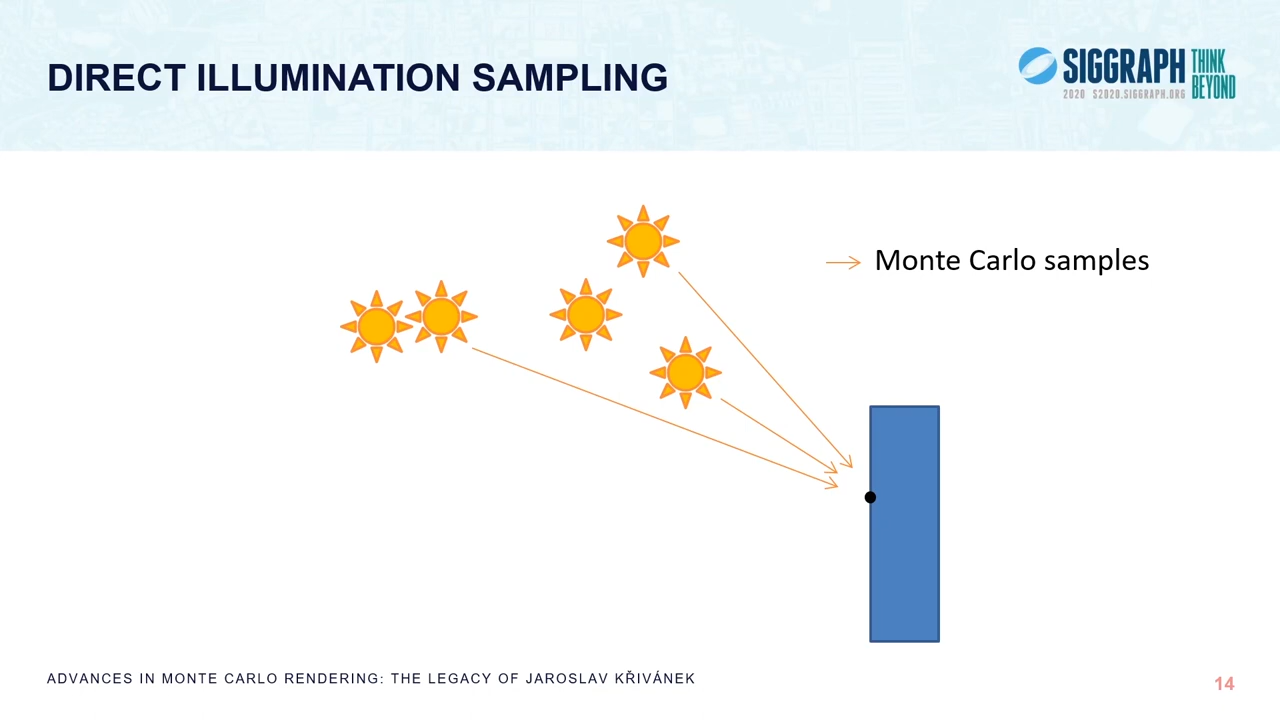 DIRECT ILLUMINATION SAMPLING
SIGGRAPH THINK BEYOND
2020 S2020.SIGGRAPH.ORG
Monte Carlo samples
ADVANCES IN MONTE CARLO RENDERING: THE LEGACY OF JAROSLAV KŘIVÁNEK
14